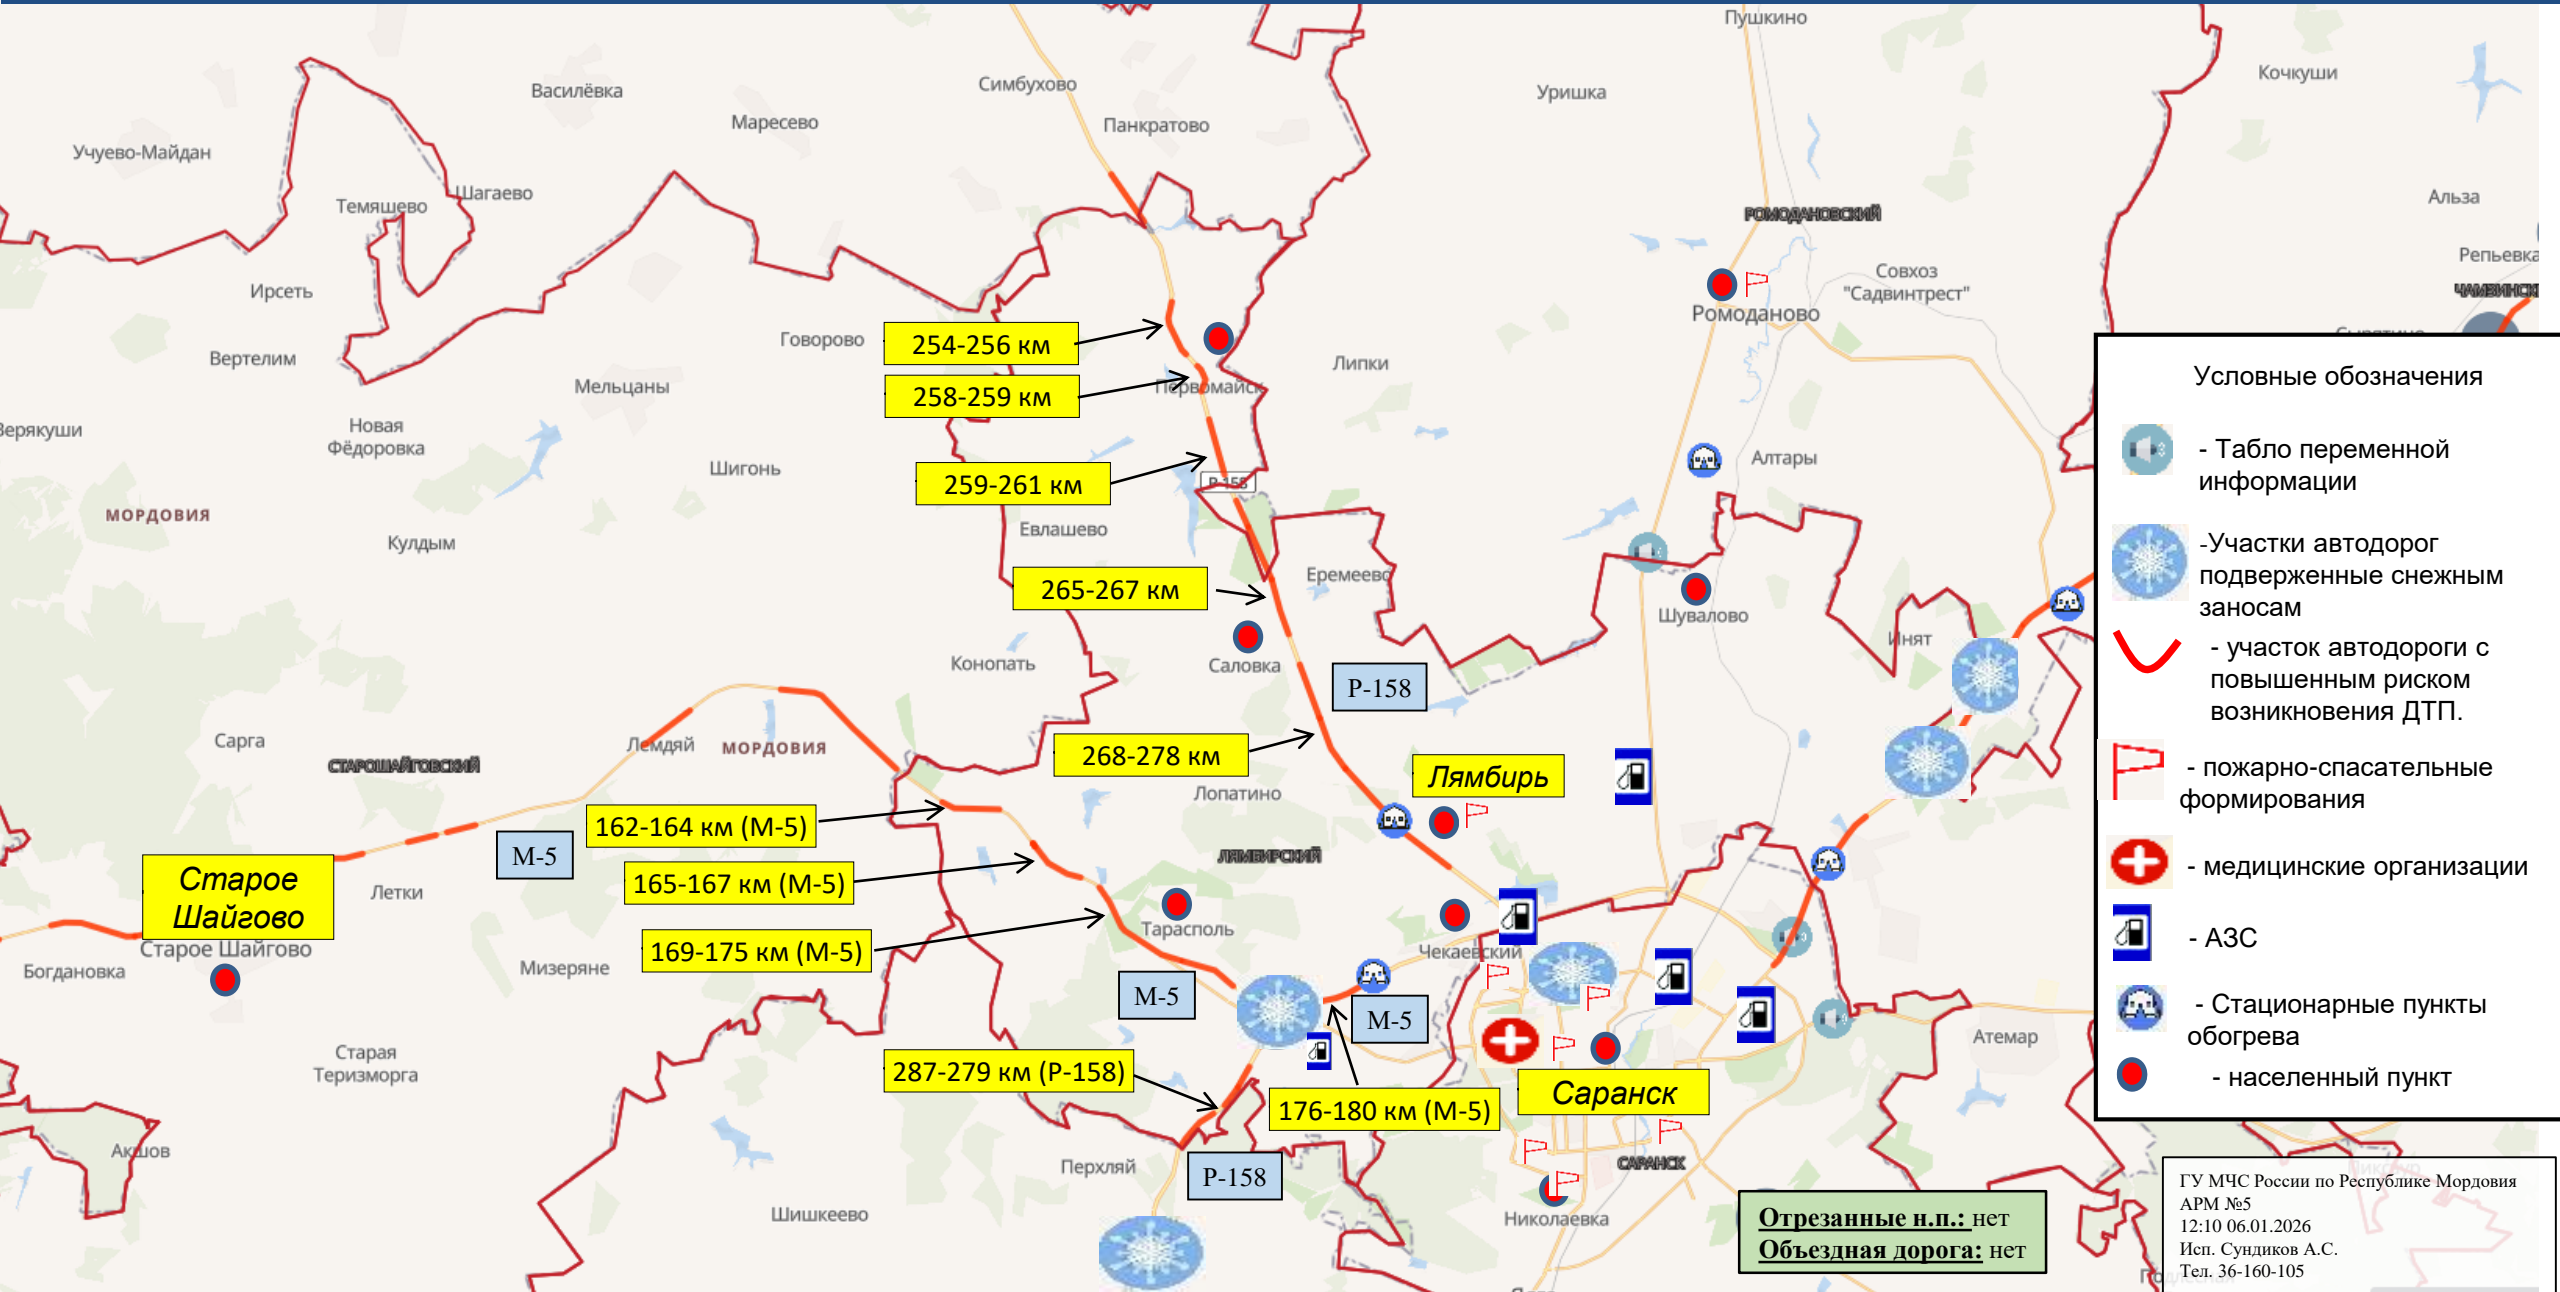 Пушкино
Кочкуши
Симбухово
Василёвка
Уришка
Маресево
Панкратово
Учуево-Майдан
Шагаево
Темяшево
Альза
РОМОДАНОВСКИЙ
Репьевка
Совхоз
"Садвинтрест"
Ирсеть
Ромоданово
Говорово
254-256 км
Вертелим
Липки
Мельцаны
Первомайск
258-259 км
Новая
Фёдоровка
Шигонь
Алтары
259-261 км
Р-158
МОРДОВИЯ
Евлашево
Кулдым
Еремеево
265-267 км
Шувалово
Инят
Конопать
Саловка
Р-158
Сарга
Лемдяй
МОРДОВИЯ
268-278 км
СТАРОШАЙГОВСКИЙ
Лямбирь
Лопатино
162-164 км (М-5)
М-5
ЛЯМБИРСКИЙ
Старое
Шайгово
Летки
165-167 км (М-5)
Тарасполь
169-175 км (М-5)
Старое Шайгово
Чекаевский
Богдановка
Мизеряне
М-5
М-5
Атемар
Старая
Теризморга
287-279 км (Р-158)
Саранск
176-180 км (М-5)
Акшов
Перхляй
САРАНСК
Р-158
Шишкеево
Николаевка
Условные обозначения
- Табло переменной
информации
-Участки автодорог
подверженные снежным
заносам
- участок автодороги с
повышенным риском
возникновения ДТП.
- пожарно-спасательные
формирования
- медицинские организации
- АЗС
- Стационарные пункты
обогрева
- населенный пункт
Отрезанные н.п.: нет
Объездная дорога: нет
ГУ МЧС России по Республике Мордовия
АРМ №5
12:10 06.01.2026
Исп. Сундиков А.С.
Тел. 36-160-105